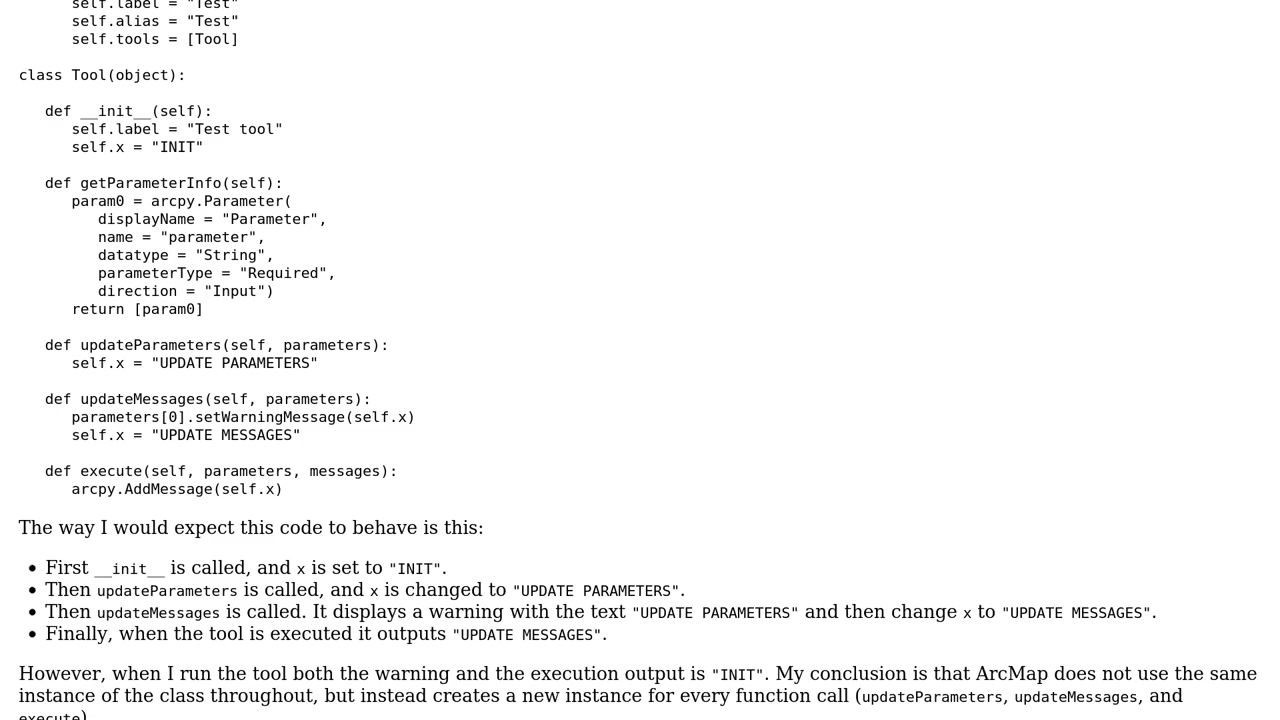 self.label = "Test"
self.alias = "Test"
self.tools = [Tool]
class Tool(object):
def __init__(self):
self.label = "Test tool"
self.x = "INIT"
def getParameterInfo(self):
param0 = arcpy.Parameter(
displayName = "Parameter",
name = "parameter",
datatype = "String",
parameterType = "Required",
direction = "Input")
return [param0]
def updateParameters(self, parameters):
self.x = "UPDATE PARAMETERS"
def updateMessages(self, parameters):
parameters[0].setWarningMessage(self.x)
self.x = "UPDATE MESSAGES"
def execute(self, parameters, messages):
arcpy.AddMessage(self.x)
The way I would expect this code to behave is this:
• First __init__ is called, and x is set to "INIT".
• Then updateParameters is called, and x is changed to "UPDATE PARAMETERS".
• Then updateMessages is called. It displays a warning with the text "UPDATE PARAMETERS" and then change x to "UPDATE MESSAGES".
• Finally, when the tool is executed it outputs "UPDATE MESSAGES".
However, when I run the tool both the warning and the execution output is "INIT". My conclusion is that ArcMap does not use the same
instance of the class throughout, but instead creates a new instance for every function call (updateParameters, updateMessages, and
execute)